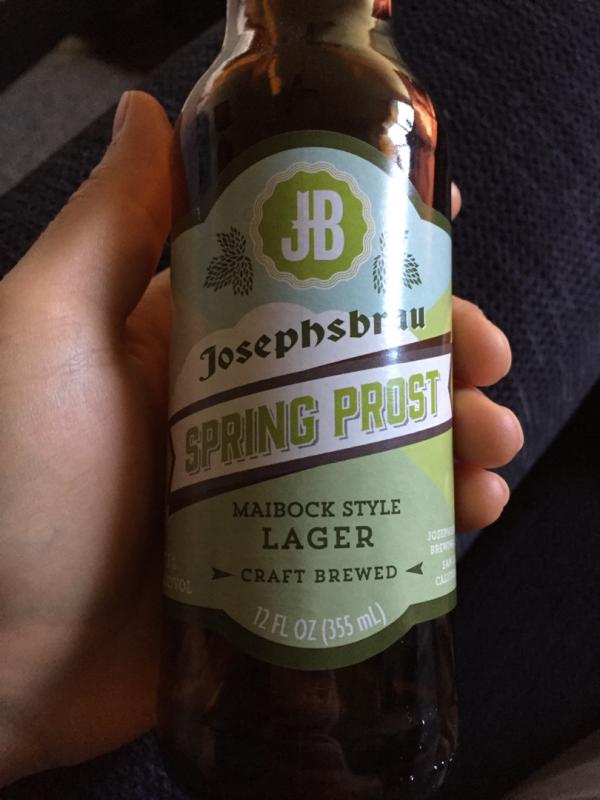 JB
Josephsbrau
SPRING PROST
MAIBOCK STYLE
LAGER
CRAFT BREWED
12 FL OZ (355 mL)